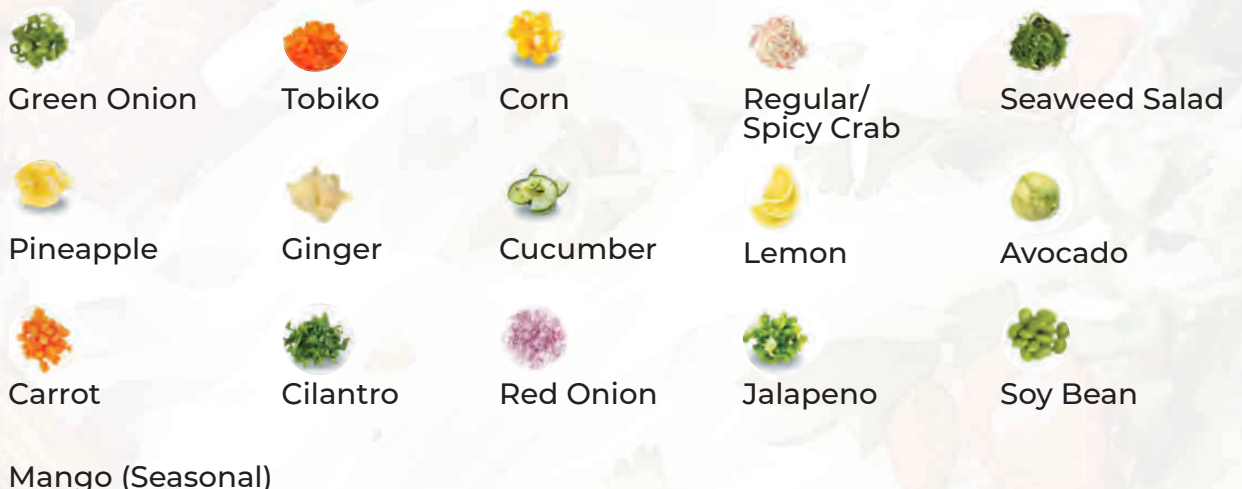 Green Onion
Tobiko
Corn
Regular/
Spicy Crab
Seaweed Salad
Pineapple
Ginger
Cucumber
Lemon
Avocado
Carrot
Cilantro
Red Onion
Jalapeno
Soy Bean
Mango (Seasonal)